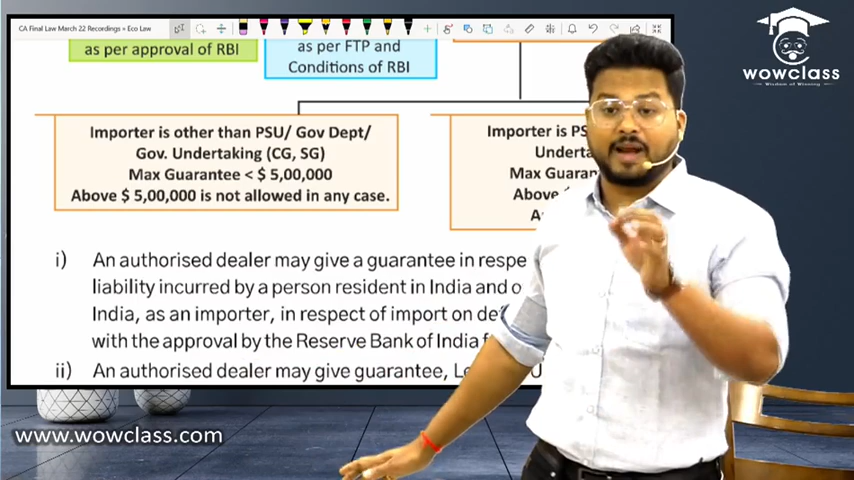 CA Final Law March 22 Recordings » Eco Law
wowclass
Wisdom of Winning
as per approval of RBI
as per FTP and
Conditions of RBI
Importer is other than PSU/ Gov Dept/
Gov. Undertaking (CG, SG)
Max Guarantee < $ 5,00,000
Above $ 5,00,000 is not allowed in any case.
Importer is PS
Underta
Max Guaran
Above
i) An authorised dealer may give a guarantee in respe
liability incurred by a person resident in India and o
India, as an importer, in respect of import on de
with the approval by the Reserve Bank of India f
ii) An authorised dealer may give guarantee, Le
www.wowclass.com